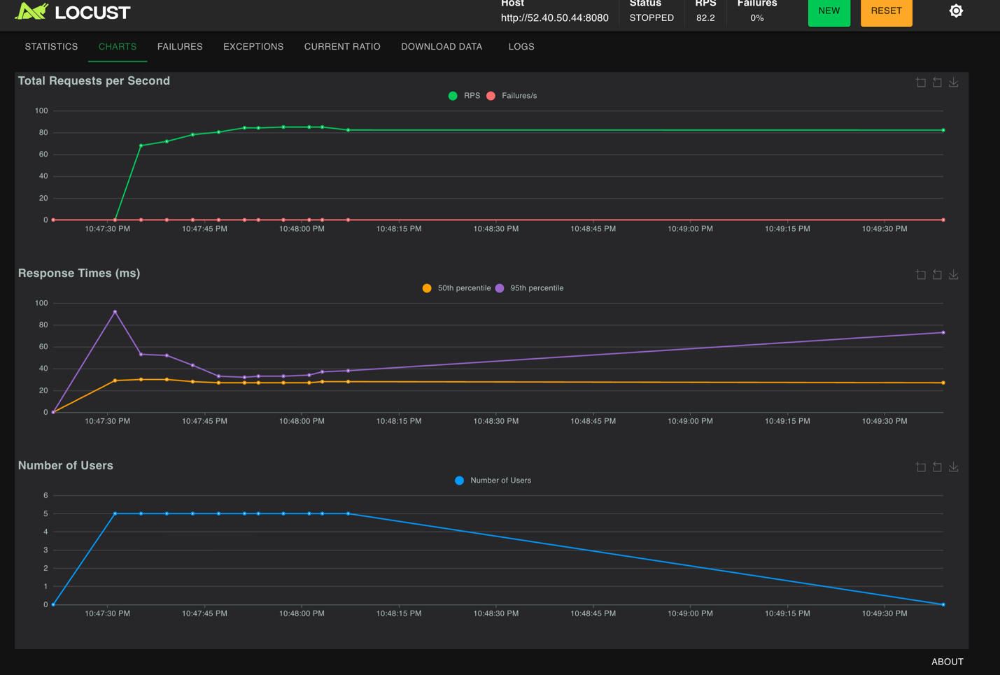 LOCUST
Host
http://52.40.50.44:8080
Status
STOPPED
RPS
82.2
Failures
0%
NEW
RESET
STATISTICS
CHARTS
FAILURES
EXCEPTIONS
CURRENT RATIO
DOWNLOAD DATA
LOGS
Total Requests per Second
RPS Failures/s
100
80
60
40
20
0
10:47:30 PM 10:47:45 PM 10:48:00 PM 10:48:15 PM 10:48:30 PM 10:48:45 PM 10:49:00 PM 10:49:15 PM 10:49:30 PM
Response Times (ms)
50th percentile 95th percentile
100
80
60
40
20
0
10:47:30 PM 10:47:45 PM 10:48:00 PM 10:48:15 PM 10:48:30 PM 10:48:45 PM 10:49:00 PM 10:49:15 PM 10:49:30 PM
Number of Users
Number of Users
6
5
4
3
2
1
0
10:47:30 PM 10:47:45 PM 10:48:00 PM 10:48:15 PM 10:48:30 PM 10:48:45 PM 10:49:00 PM 10:49:15 PM 10:49:30 PM
ABOUT